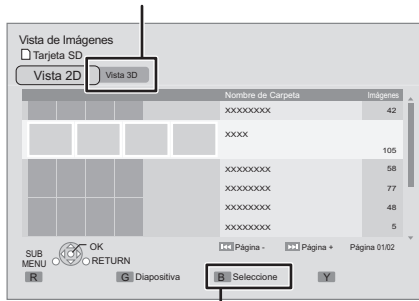 Vista de Imágenes
Tarjeta SD
Vista 2D Vista 3D
Nombre de Carpeta Imágenes
XXXXXXXX 42
XXXX 105
XXXXXXXX 58
XXXXXXXX 77
XXXXXXXX 48
XXXXXXXX 5
Página - Página + Página 01/02
OK
SUB MENU RETURN
R G Diapositiva B Seleccione Y